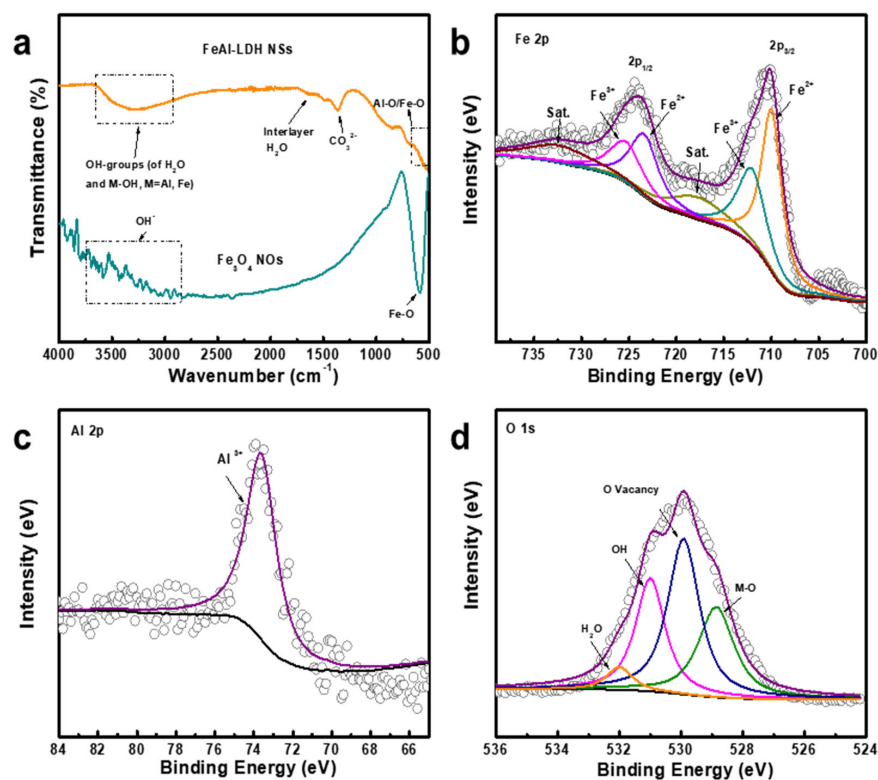 a
FeAl-LDH NSs
Al-O/Fe-O
Interlayer
H₂O
CO₃²⁻
OH-groups (of H₂O
and M-OH, M=Al, Fe)
OH⁻
Fe₃O₄ NOs
Fe-O
Transmittance (%)
4000 3500 3000 2500 2000 1500 1000 500
Wavenumber (cm⁻¹)
b
Fe 2p
2p₁/₂
2p₃/₂
Fe³⁺
Fe²⁺
Fe²⁺
Fe³⁺
Sat.
Sat.
Intensity (eV)
735 730 725 720 715 710 705 700
Binding Energy (eV)
c
Al 2p
Al³⁺
Intensity (eV)
84 82 80 78 76 74 72 70 68 66
Binding Energy (eV)
d
O 1s
O Vacancy
OH
M-O
H₂O
Intensity (eV)
536 534 532 530 528 526 524
Binding Energy (eV)